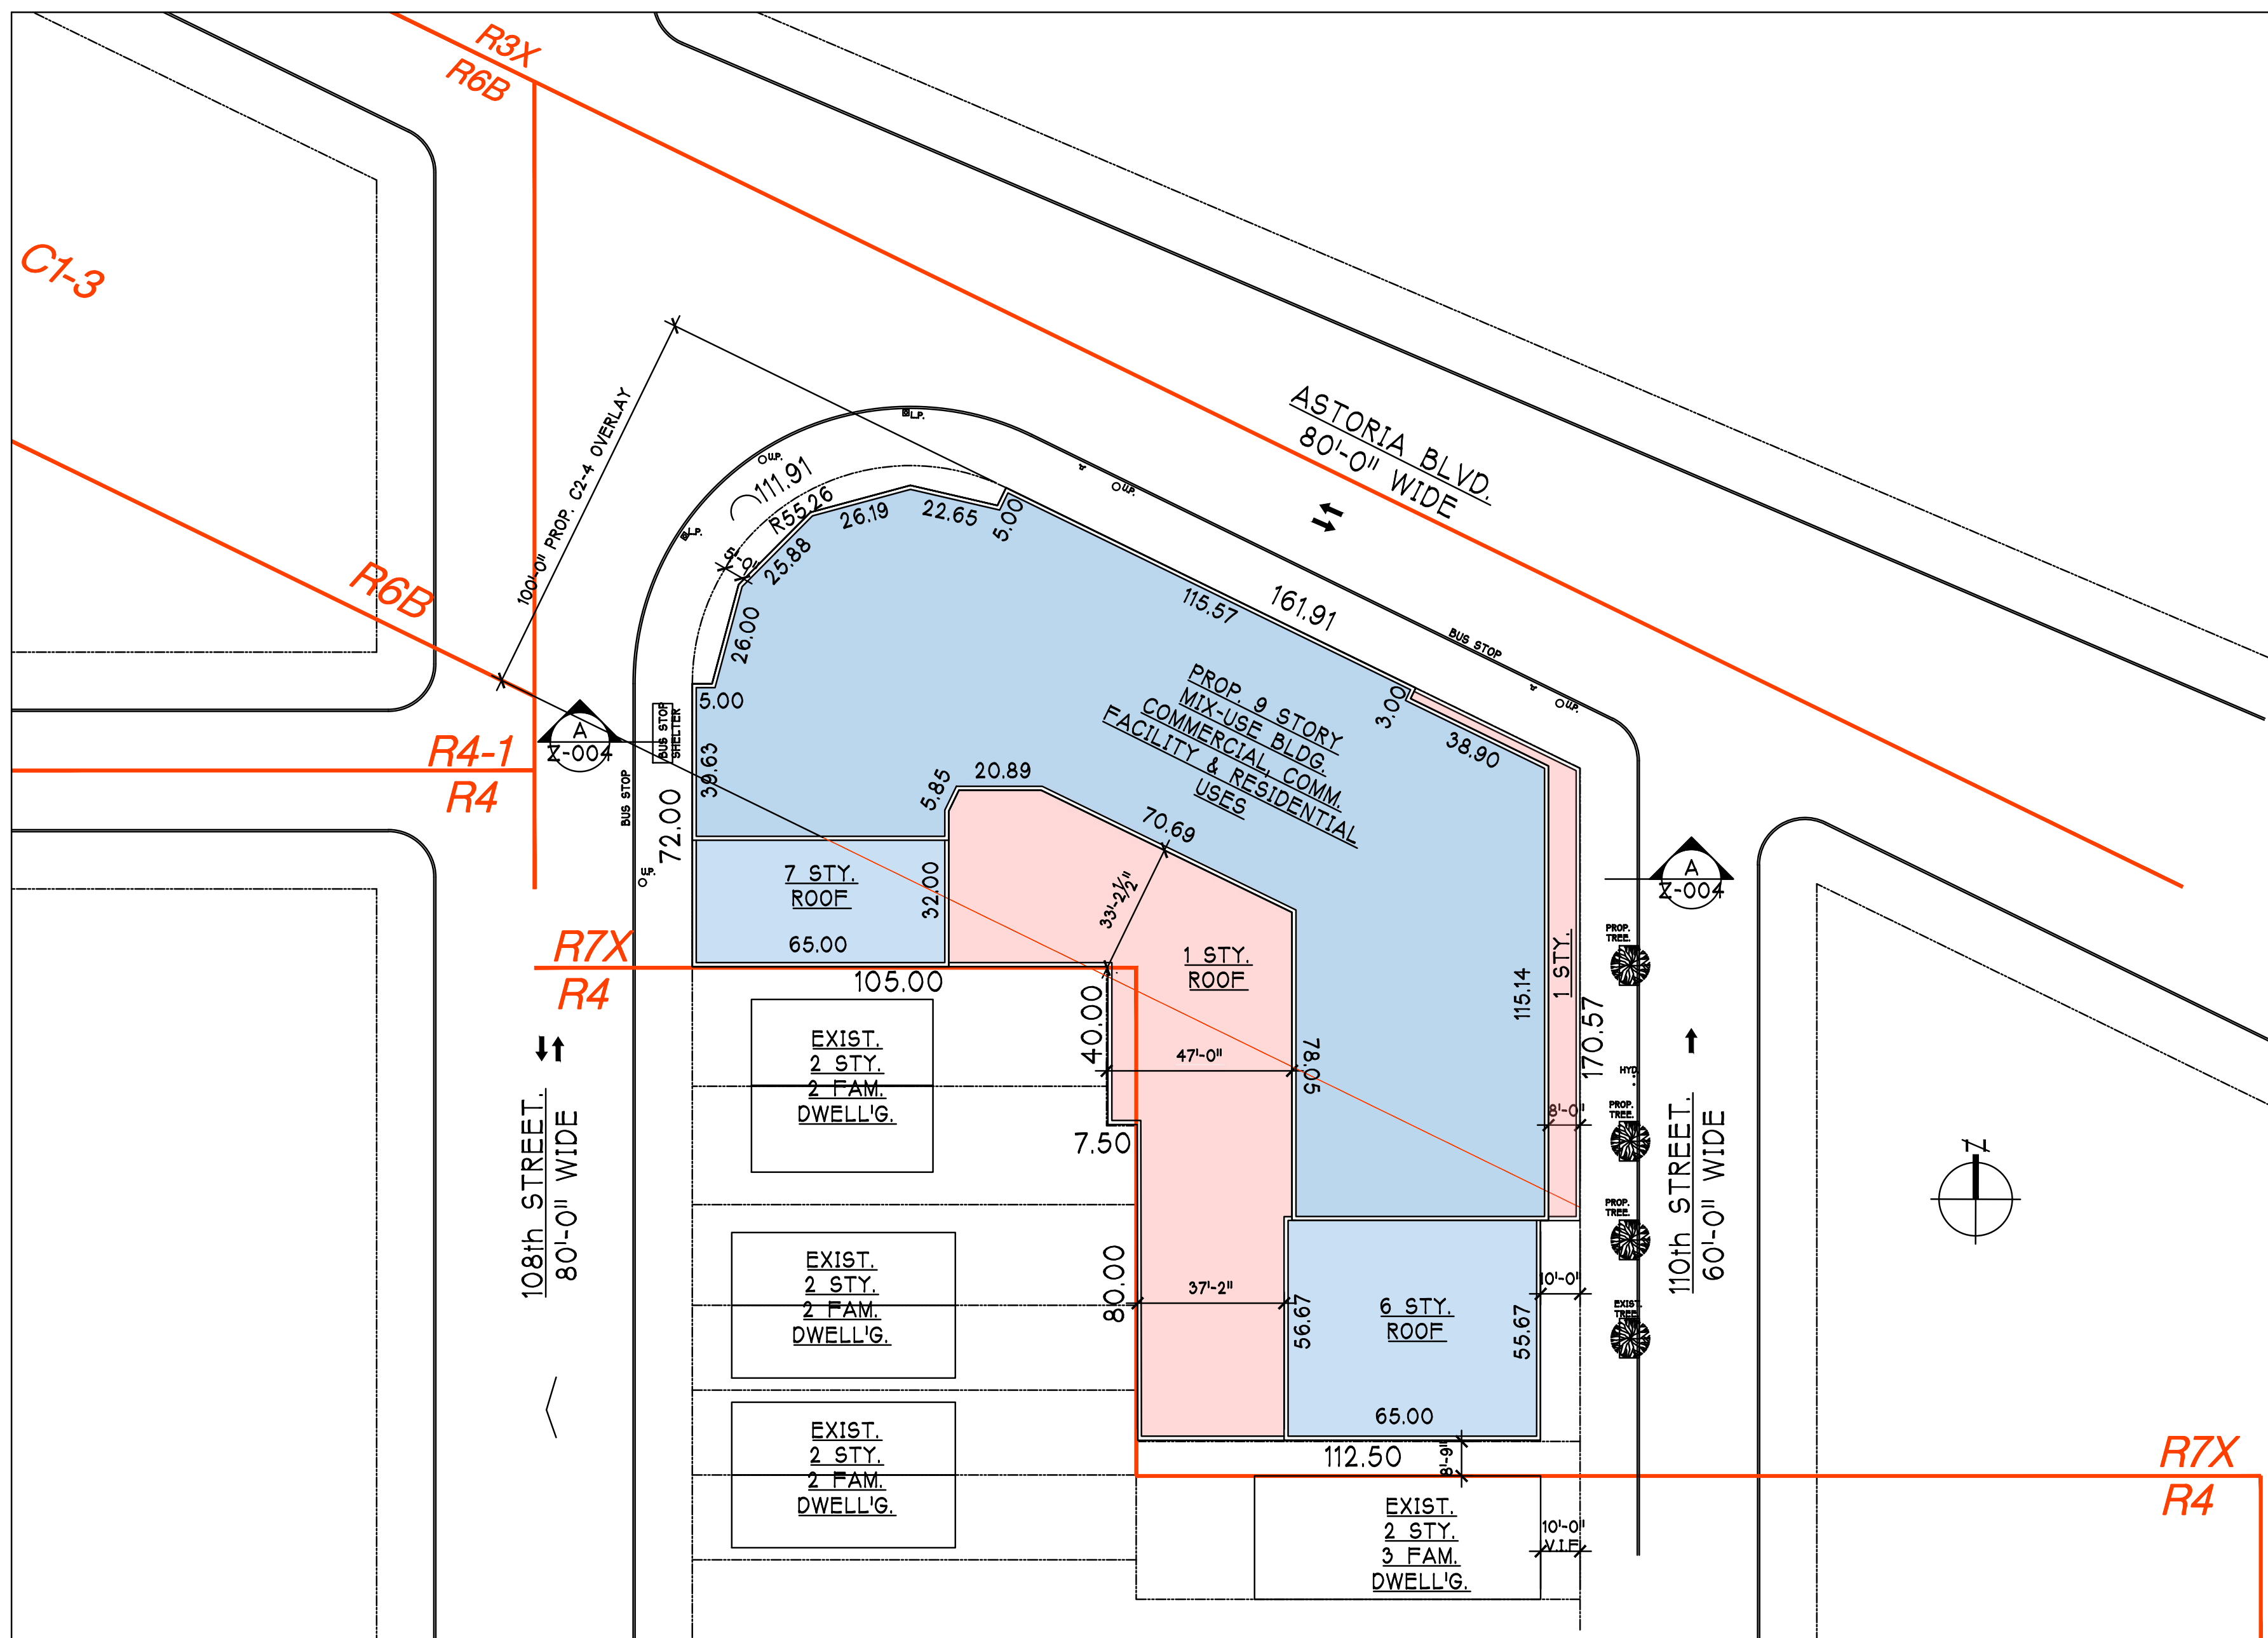 R3X
R6B
C1-3
ASTORIA BLVD.
80'-0" WIDE
100'-0" PROP. C2-4 OVERLAY
L.P.
U.P.
111.91
R55.26
L.P.
5'-0"
26.19
22.65
5.00
25.88
26.00
U.P.
R6B
115.57
161.91
BUS STOP
U.P.
PROP. 9 STORY
MIX-USE BLDG.
COMMERCIAL, COMM.
FACILITY & RESIDENTIAL
USES
3.00
38.90
5.00
BUS STOP
SHELTER
A
Z-004
R4-1
R4
39.63
BUS STOP
72.00
U.P.
5.85
20.89
70.69
33'-2½"
7 STY.
ROOF
32.00
65.00
A
Z-004
R7X
R4
105.00
1 STY.
ROOF
1 STY.
PROP.
TREE.
115.14
170.57
40.00
47'-0"
78.05
HYD.
EXIST.
2 STY.
2 FAM.
DWELL'G.
7.50
8'-0"
PROP.
TREE.
108th STREET.
80'-0" WIDE
110th STREET.
60'-0" WIDE
N
PROP.
TREE.
EXIST.
2 STY.
2 FAM.
DWELL'G.
80.00
37'-2"
56.67
6 STY.
ROOF
55.67
10'-0"
EXIST.
TREE
65.00
112.50
8'-9"
EXIST.
2 STY.
2 FAM.
DWELL'G.
R7X
R4
EXIST.
2 STY.
3 FAM.
DWELL'G.
10'-0"
V.I.F